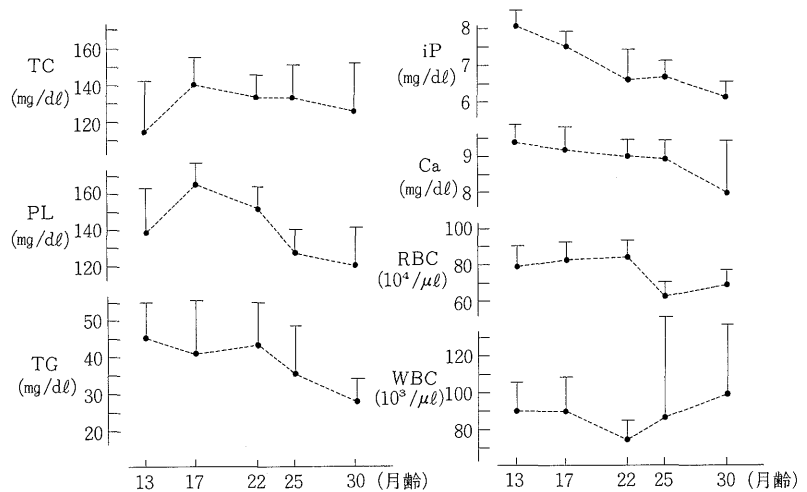 TC
(mg/dℓ)
160
140
120
PL
(mg/dℓ)
160
140
120
TG
(mg/dℓ)
50
40
30
20
13 17 22 25 30 (月齢)
iP
(mg/dℓ)
8
7
6
Ca
(mg/dℓ)
9
8
RBC
(10⁴/μℓ)
100
80
60
WBC
(10³/μℓ)
120
100
80
13 17 22 25 30 (月齢)